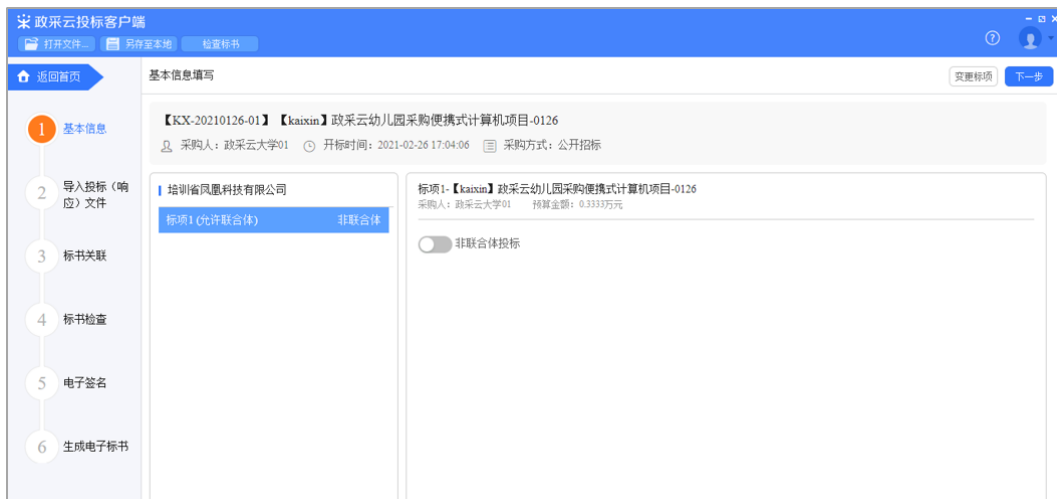 政采云投标客户端
打开文件... 另存至本地 检查标书
返回首页
基本信息填写
变更标项 下一步
【KX-20210126-01】【kaixin】政采云幼儿园采购便携式计算机项目-0126
采购人：政采云大学01 开标时间：2021-02-26 17:04:06 采购方式：公开招标
1 基本信息
2 导入投标（响
应）文件
3 标书关联
4 标书检查
5 电子签名
6 生成电子标书
培训省凤凰科技有限公司
标项1 (允许联合体) 非联合体
标项1-【kaixin】政采云幼儿园采购便携式计算机项目-0126
采购人：政采云大学01 预算金额：0.3333万元
非联合体投标